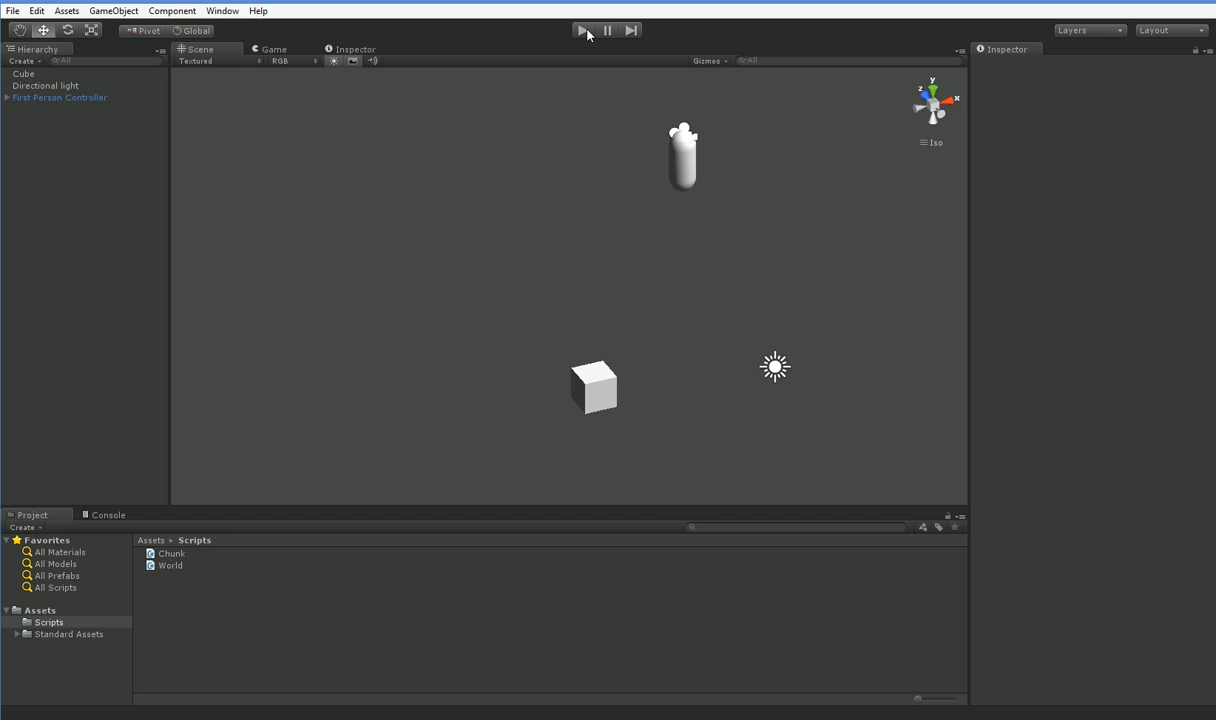 File Edit Assets GameObject Component Window Help
Pivot Global Layers Layout
Hierarchy Scene Game Inspector Inspector
Create All Textured RGB Gizmos All
Cube
Directional light
First Person Controller
y
z x
Iso
Project Console
Create
Favorites Assets Scripts
All Materials Chunk
All Models World
All Prefabs
All Scripts
Assets
Scripts
Standard Assets